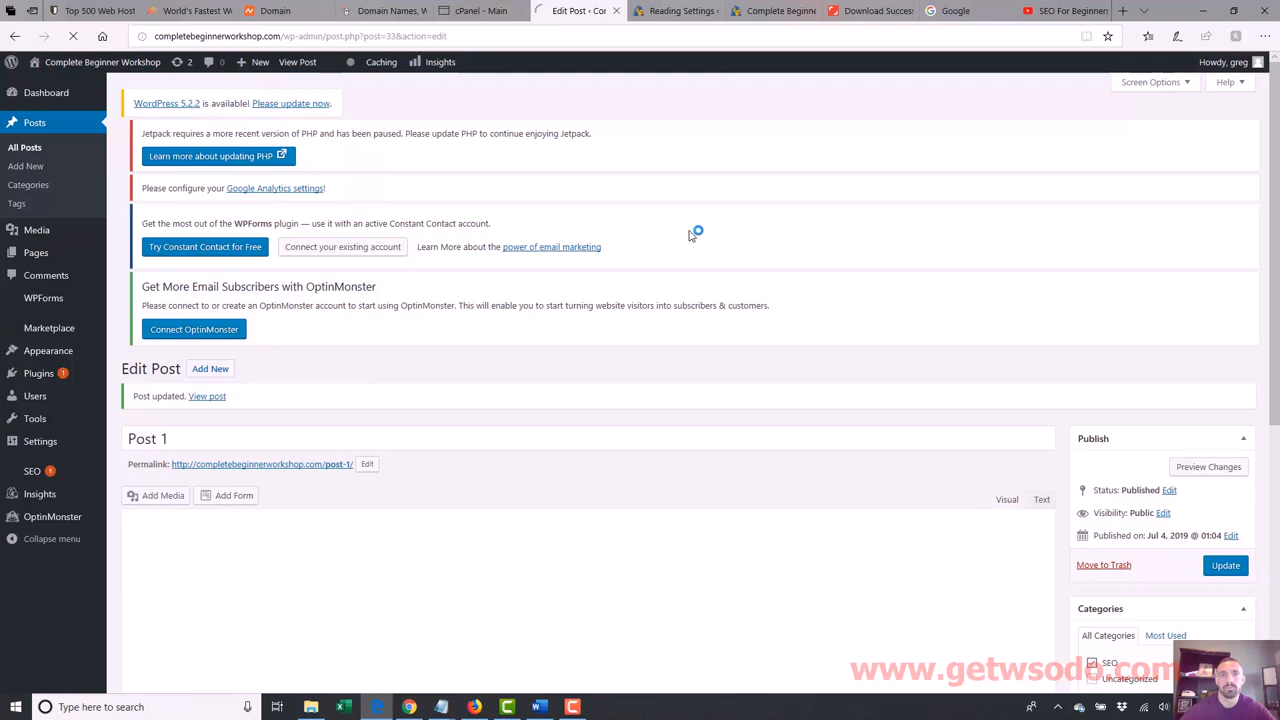 Top 500 Web Host
World's Fastest W
Domain
Domain Names, W
cPanel - Main
Edit Post ‹ Co
Reading Settings ‹
Complete Beginne
Download Success
Google
SEO For Beginners
completebeginnerworkshop.com/wp-admin/post.php?post=33&action=edit
Complete Beginner Workshop
2
0
New
View Post
Caching
Insights
Howdy, greg
Screen Options
Help
Dashboard
Posts
All Posts
Add New
Categories
Tags
Media
Pages
Comments
WPForms
Marketplace
Appearance
Plugins 1
Users
Tools
Settings
SEO 1
Insights
OptinMonster
Collapse menu
WordPress 5.2.2 is available! Please update now.
Jetpack requires a more recent version of PHP and has been paused. Please update PHP to continue enjoying Jetpack.
Learn more about updating PHP
Please configure your Google Analytics settings!
Get the most out of the WPForms plugin — use it with an active Constant Contact account.
Try Constant Contact for Free
Connect your existing account
Learn More about the power of email marketing
Get More Email Subscribers with OptinMonster
Please connect to or create an OptinMonster account to start using OptinMonster. This will enable you to start turning website visitors into subscribers & customers.
Connect OptinMonster
Edit Post
Add New
Post updated. View post
Post 1
Permalink: http://completebeginnerworkshop.com/post-1/ Edit
Add Media
Add Form
Visual
Text
Publish
Preview Changes
Status: Published Edit
Visibility: Public Edit
Published on: Jul 4, 2019 @ 01:04 Edit
Move to Trash
Update
Categories
All Categories
Most Used
SEO
Uncategorized
www.getwsodo.com
Type here to search